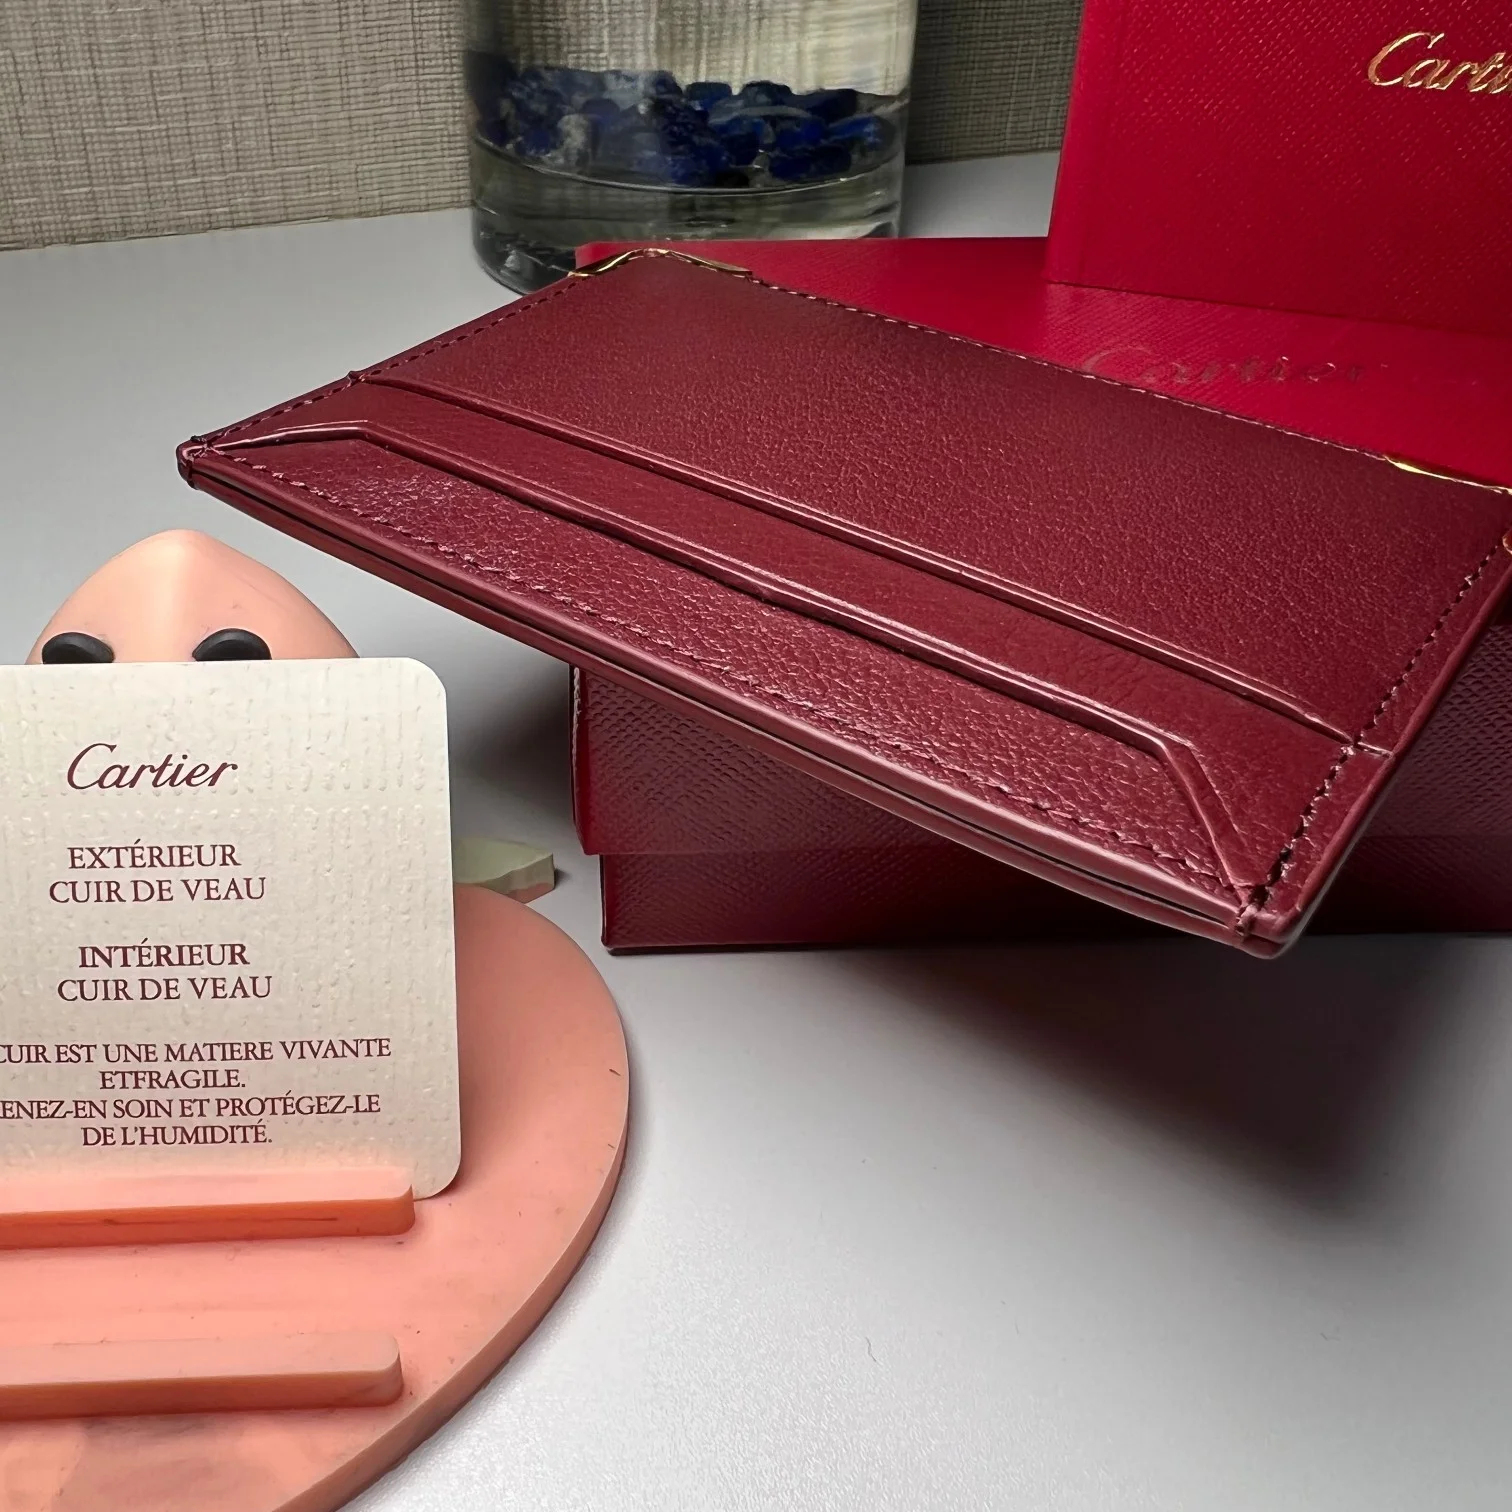 Cartier
Cartier
EXTÉRIEUR
CUIR DE VEAU
INTÉRIEUR
CUIR DE VEAU
CUIR EST UNE MATIERE VIVANTE
ETFRAGILE.
ENEZ-EN SOIN ET PROTÉGEZ-LE
DE L'HUMIDITÉ.